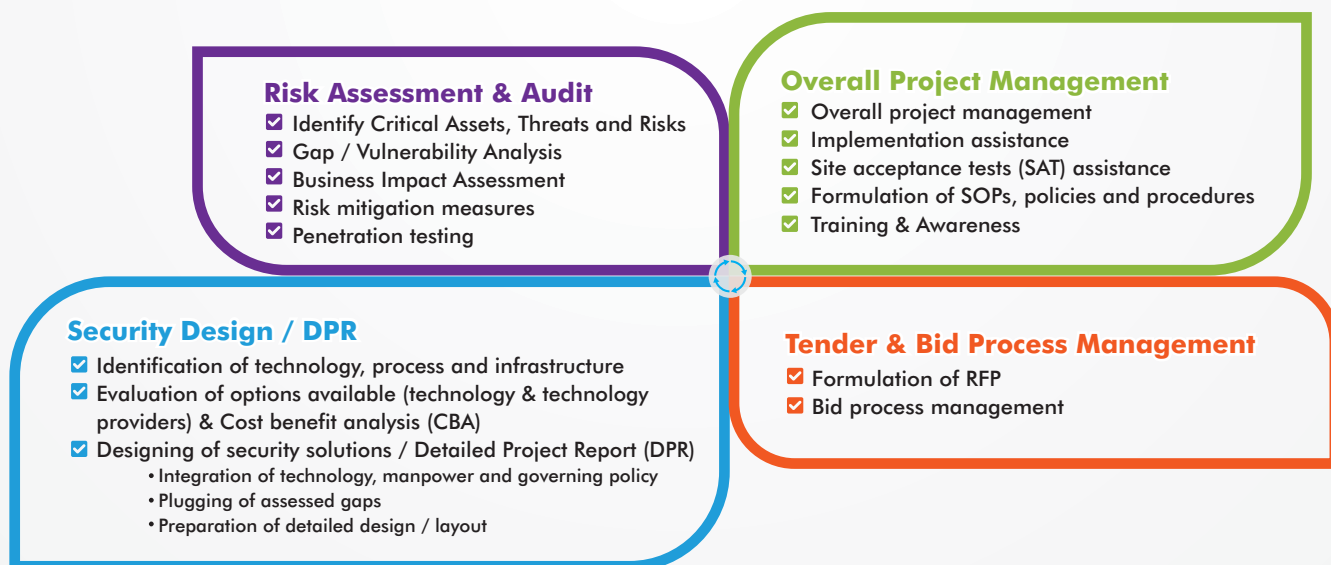 Risk Assessment & Audit
Identify Critical Assets, Threats and Risks
Gap / Vulnerability Analysis
Business Impact Assessment
Risk mitigation measures
Penetration testing
Overall Project Management
Overall project management
Implementation assistance
Site acceptance tests (SAT) assistance
Formulation of SOPs, policies and procedures
Training & Awareness
Security Design / DPR
Identification of technology, process and infrastructure
Evaluation of options available (technology & technology
providers) & Cost benefit analysis (CBA)
Designing of security solutions / Detailed Project Report (DPR)
• Integration of technology, manpower and governing policy
• Plugging of assessed gaps
• Preparation of detailed design / layout
Tender & Bid Process Management
Formulation of RFP
Bid process management